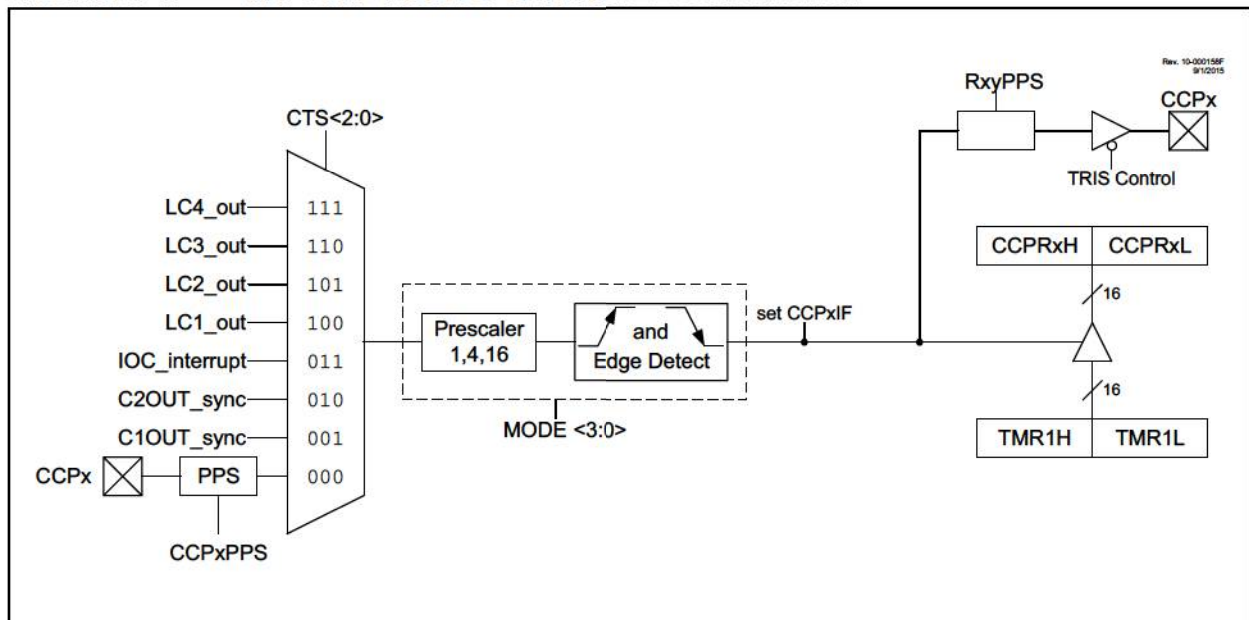 Rev. 10-000158F
9/1/2015
RxyPPS
CCPx
TRIS Control
CTS<2:0>
LC4_out
111
LC3_out
110
LC2_out
101
LC1_out
100
IOC_interrupt
011
C2OUT_sync
010
C1OUT_sync
001
CCPx
PPS
000
CCPxPPS
Prescaler
1,4,16
and
Edge Detect
MODE <3:0>
set CCPxIF
CCPRxH
CCPRxL
16
16
TMR1H
TMR1L